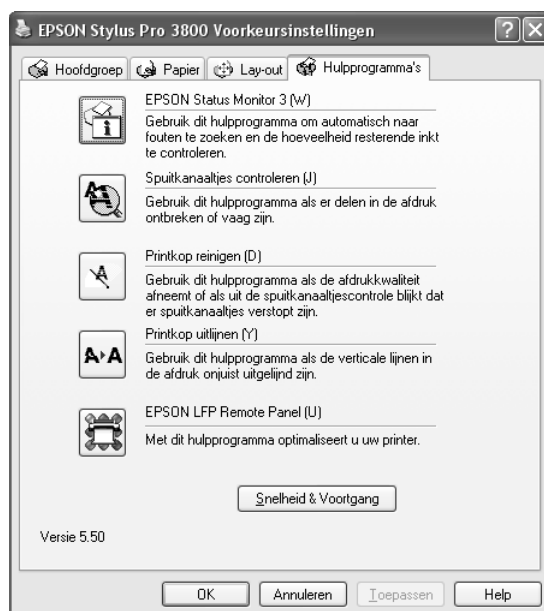 EPSON Stylus Pro 3800 Voorkeursinstellingen
Hoofdgroep Papier Lay-out Hulpprogramma's
EPSON Status Monitor 3 (W)
Gebruik dit hulpprogramma om automatisch naar
fouten te zoeken en de hoeveelheid resterende inkt
te controleren.
Spuitkanaaltjes controleren (J)
Gebruik dit hulpprogramma als er delen in de afdruk
ontbreken of vaag zijn.
Printkop reinigen (D)
Gebruik dit hulpprogramma als de afdrukkwaliteit
afneemt of als uit de spuitkanaaltjescontrole blijkt dat
er spuitkanaaltjes verstopt zijn.
Printkop uitlijnen (Y)
Gebruik dit hulpprogramma als de verticale lijnen in
de afdruk onjuist uitgelijnd zijn.
EPSON LFP Remote Panel (U)
Met dit hulpprogramma optimaliseert u uw printer.
Snelheid & Voortgang
Versie 5.50
OK Annuleren Toepassen Help